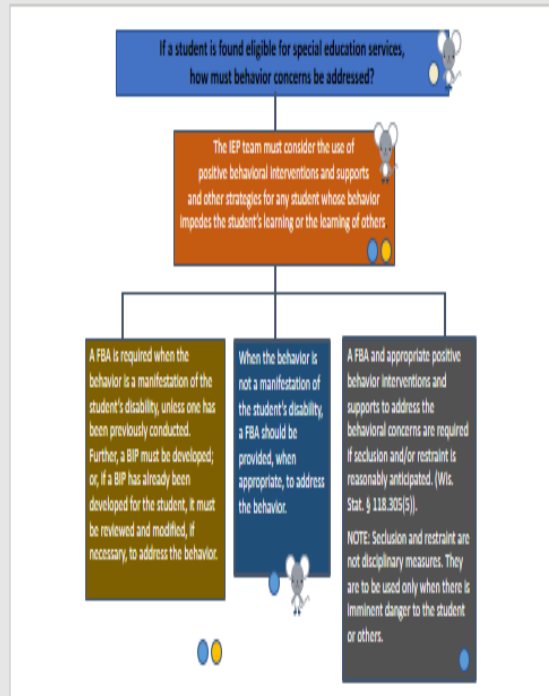 If a student is found eligible for special education services,
how must behavior concerns be addressed?
The IEP team must consider the use of
positive behavioral interventions and supports
and other strategies for any student whose behavior
impedes the student's learning or the learning of others.
A FBA is required when the
behavior is a manifestation of the
student's disability, unless one has
been previously conducted.
Further, a BIP must be developed;
or, if a BIP has already been
developed for the student, it must
be reviewed and modified, if
necessary, to address the behavior.
When the behavior is
not a manifestation of
the student's disability,
a FBA should be
provided, when
appropriate, to address
the behavior.
A FBA and appropriate positive
behavior interventions and
supports to address the
behavioral concerns are required
if seclusion and/or restraint is
reasonably anticipated. (Wis.
Stat. § 118.305(5)).
NOTE: Seclusion and restraint are
not disciplinary measures. They
are to be used only when there is
imminent danger to the student
or others.